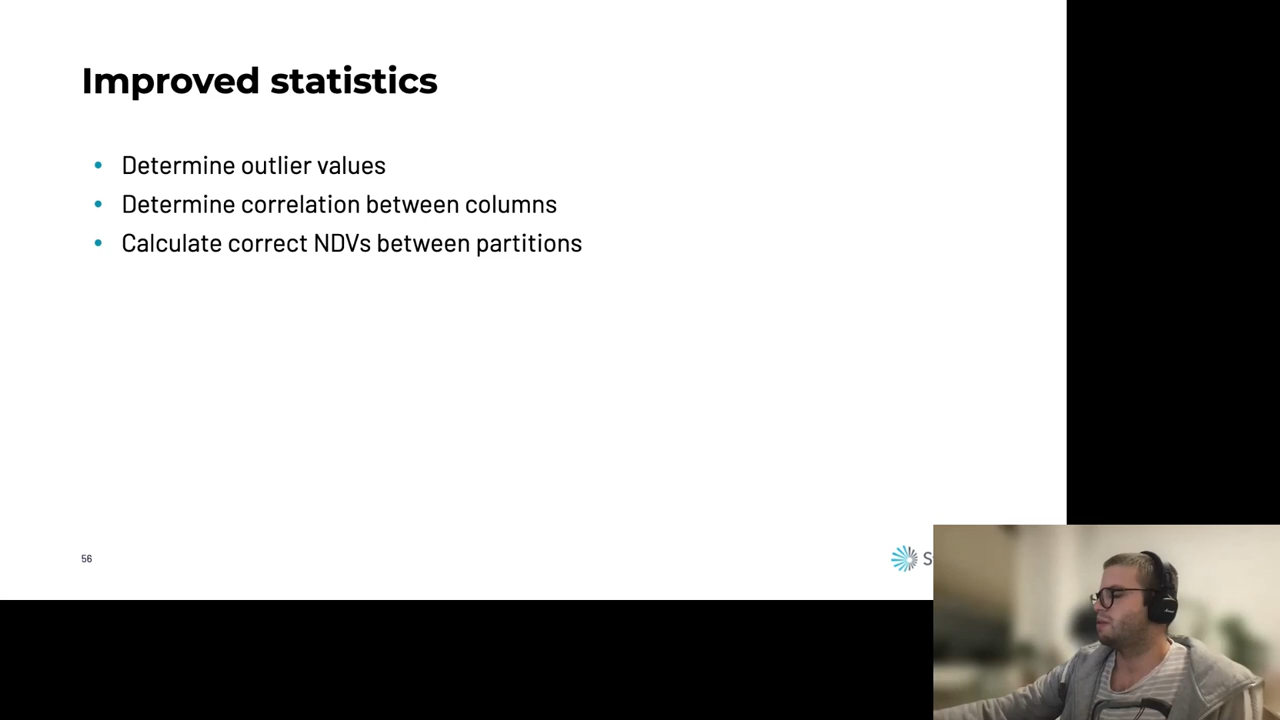 Improved statistics
• Determine outlier values
• Determine correlation between columns
• Calculate correct NDVs between partitions
56